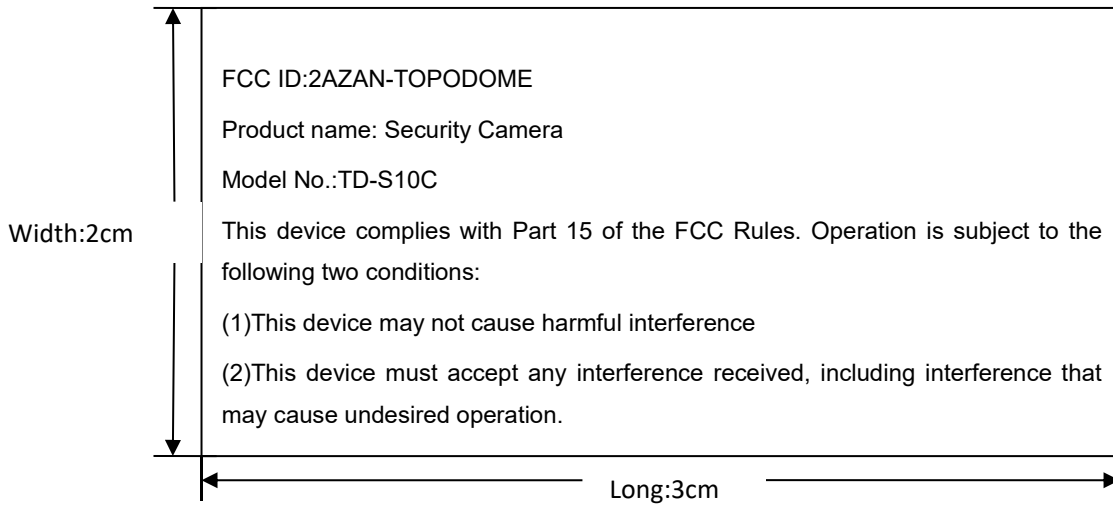 FCC ID:2AZAN-TOPODOME
Product name: Security Camera
Model No.:TD-S10C
Width:2cm
This device complies with Part 15 of the FCC Rules. Operation is subject to the
following two conditions:
(1)This device may not cause harmful interference
(2)This device must accept any interference received, including interference that
may cause undesired operation.
Long:3cm